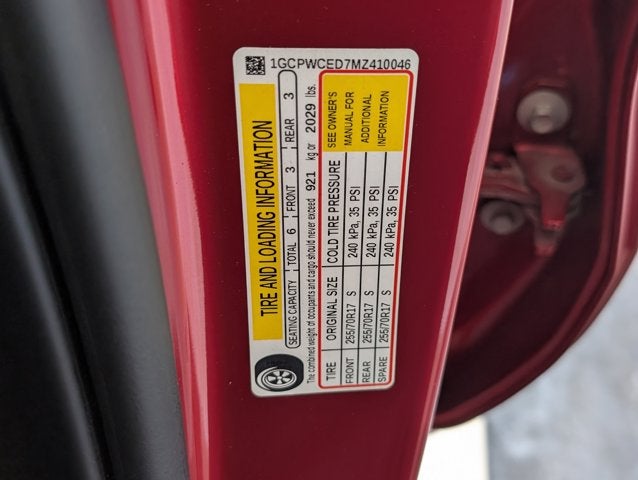 1GCPWCED7MZ410046
TIRE AND LOADING INFORMATION
SEATING CAPACITY TOTAL 6 FRONT 3 REAR 3
The combined weight of occupants and cargo should never exceed 921 kg or 2029 lbs.
TIRE ORIGINAL SIZE COLD TIRE PRESSURE SEE OWNER'S
FRONT 255/70R17 S 240 kPa, 35 PSI MANUAL FOR
REAR 255/70R17 S 240 kPa, 35 PSI ADDITIONAL
SPARE 255/70R17 S 240 kPa, 35 PSI INFORMATION